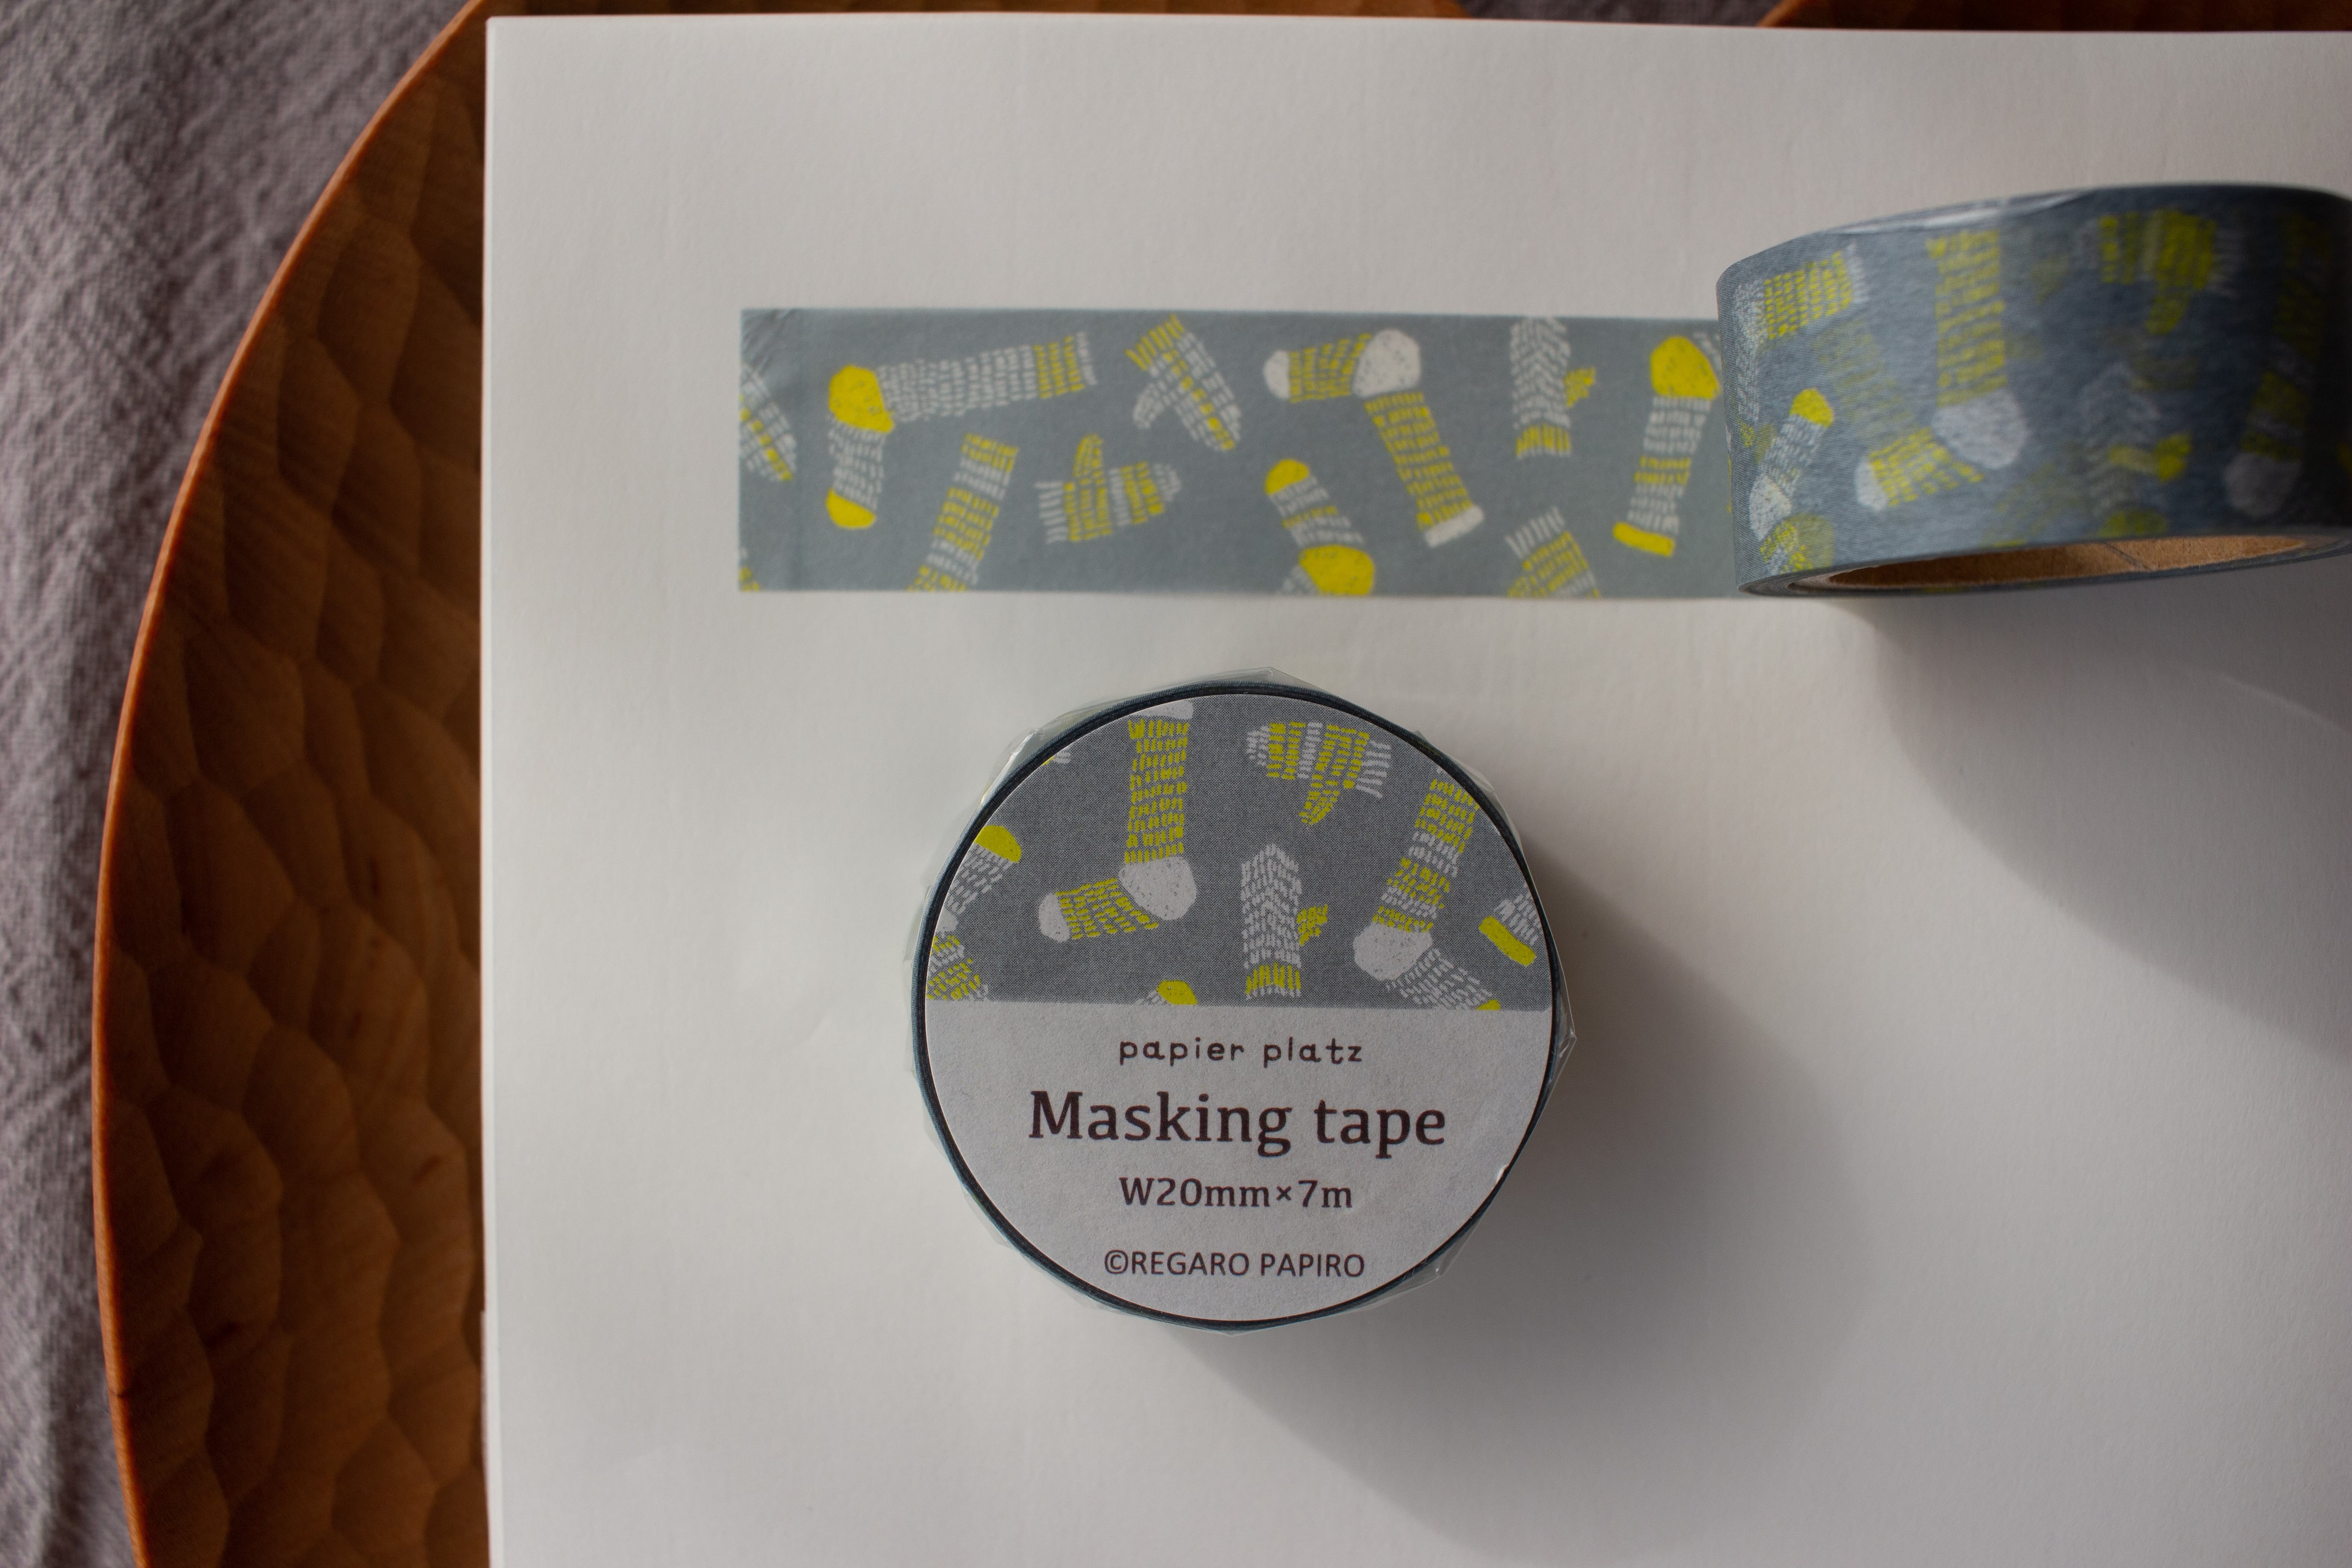 papier platz
Masking tape
W20mm×7m
©REGARO PAPIRO